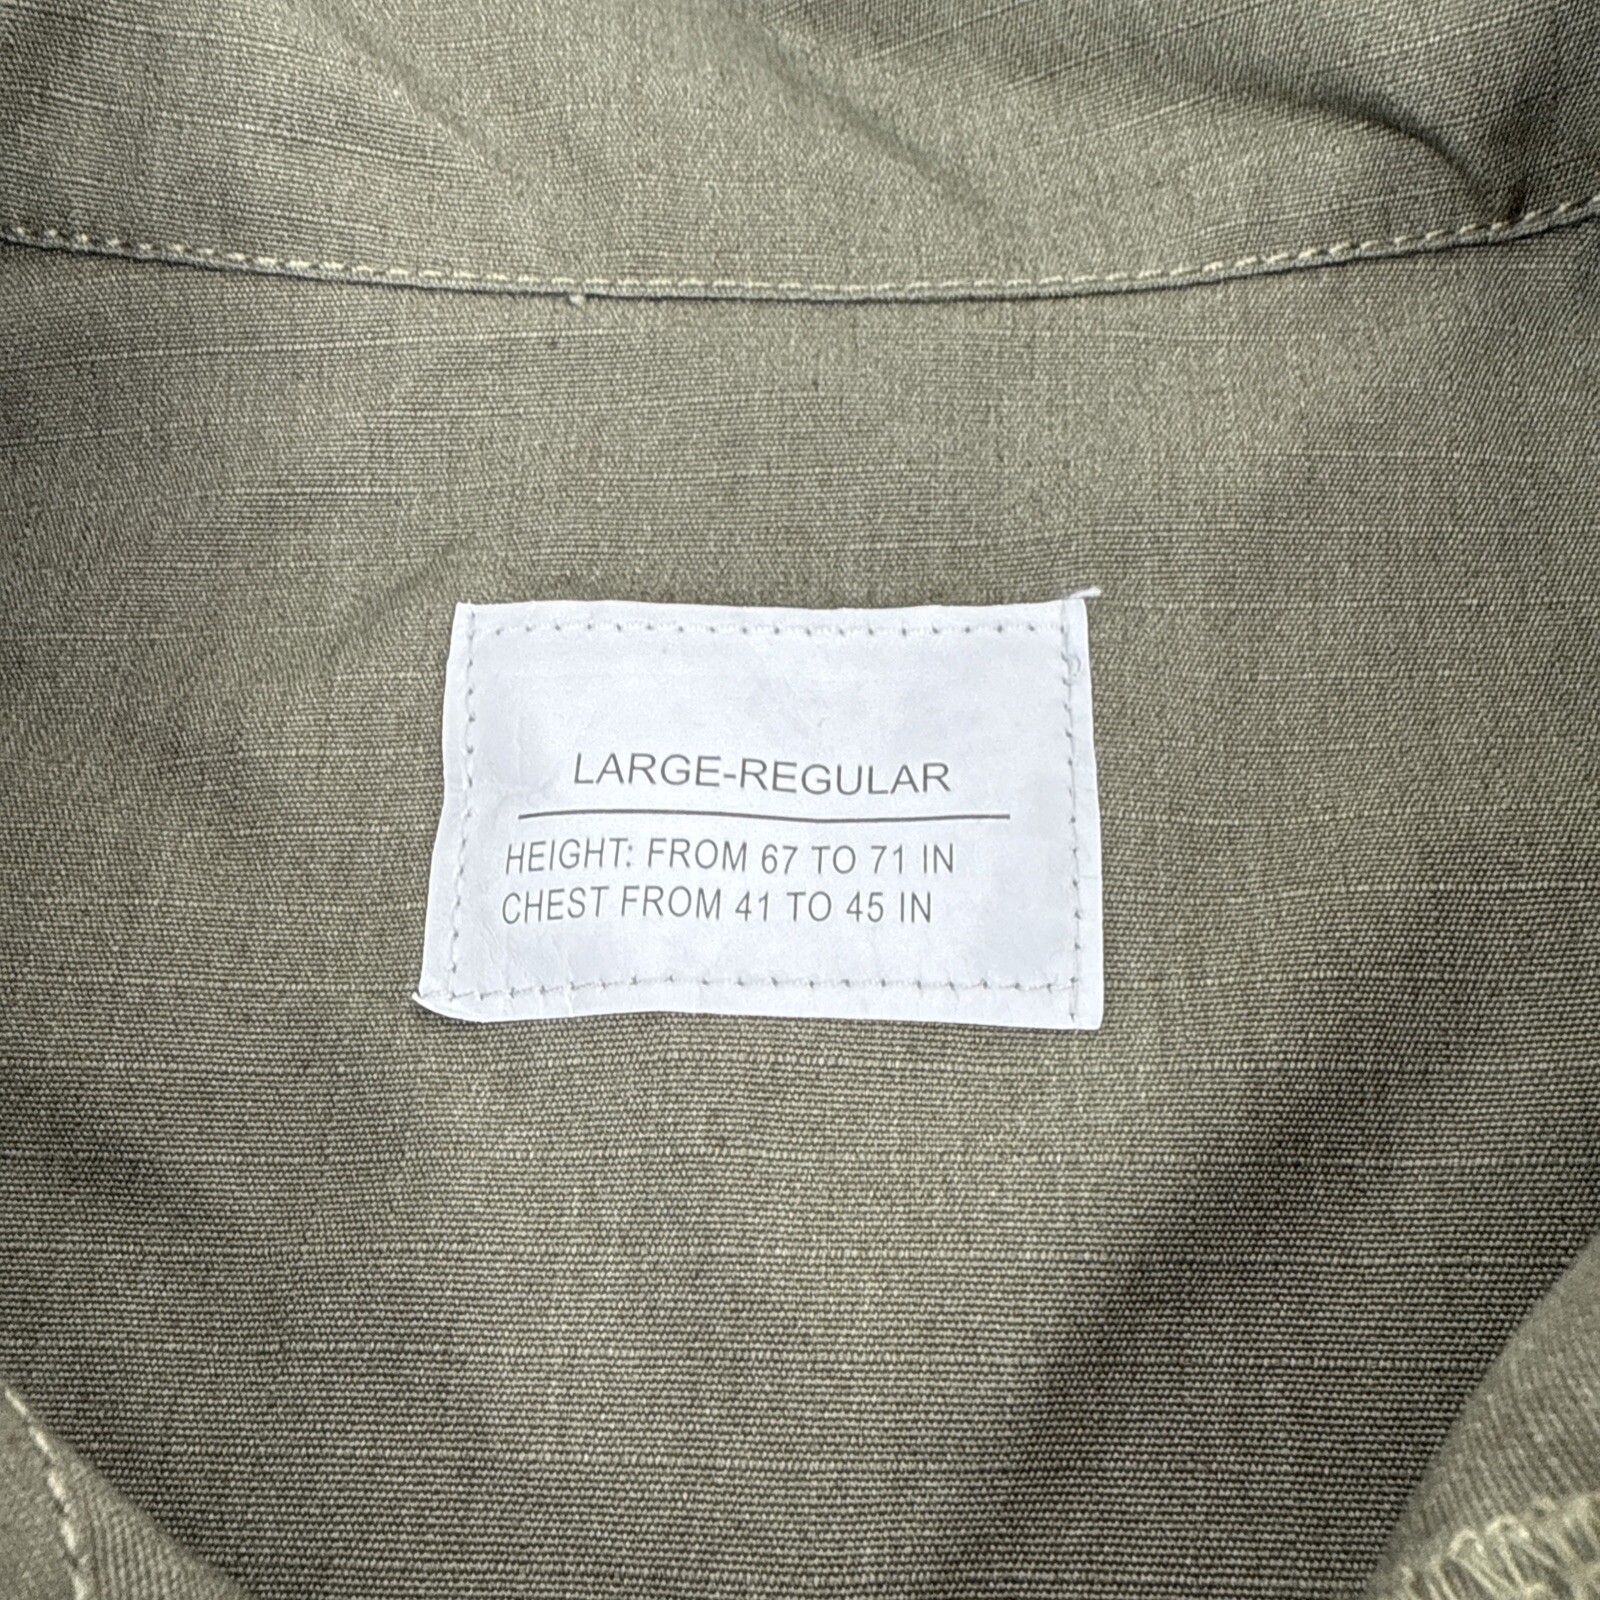 LARGE-REGULAR
HEIGHT: FROM 67 TO 71 IN
CHEST FROM 41 TO 45 IN